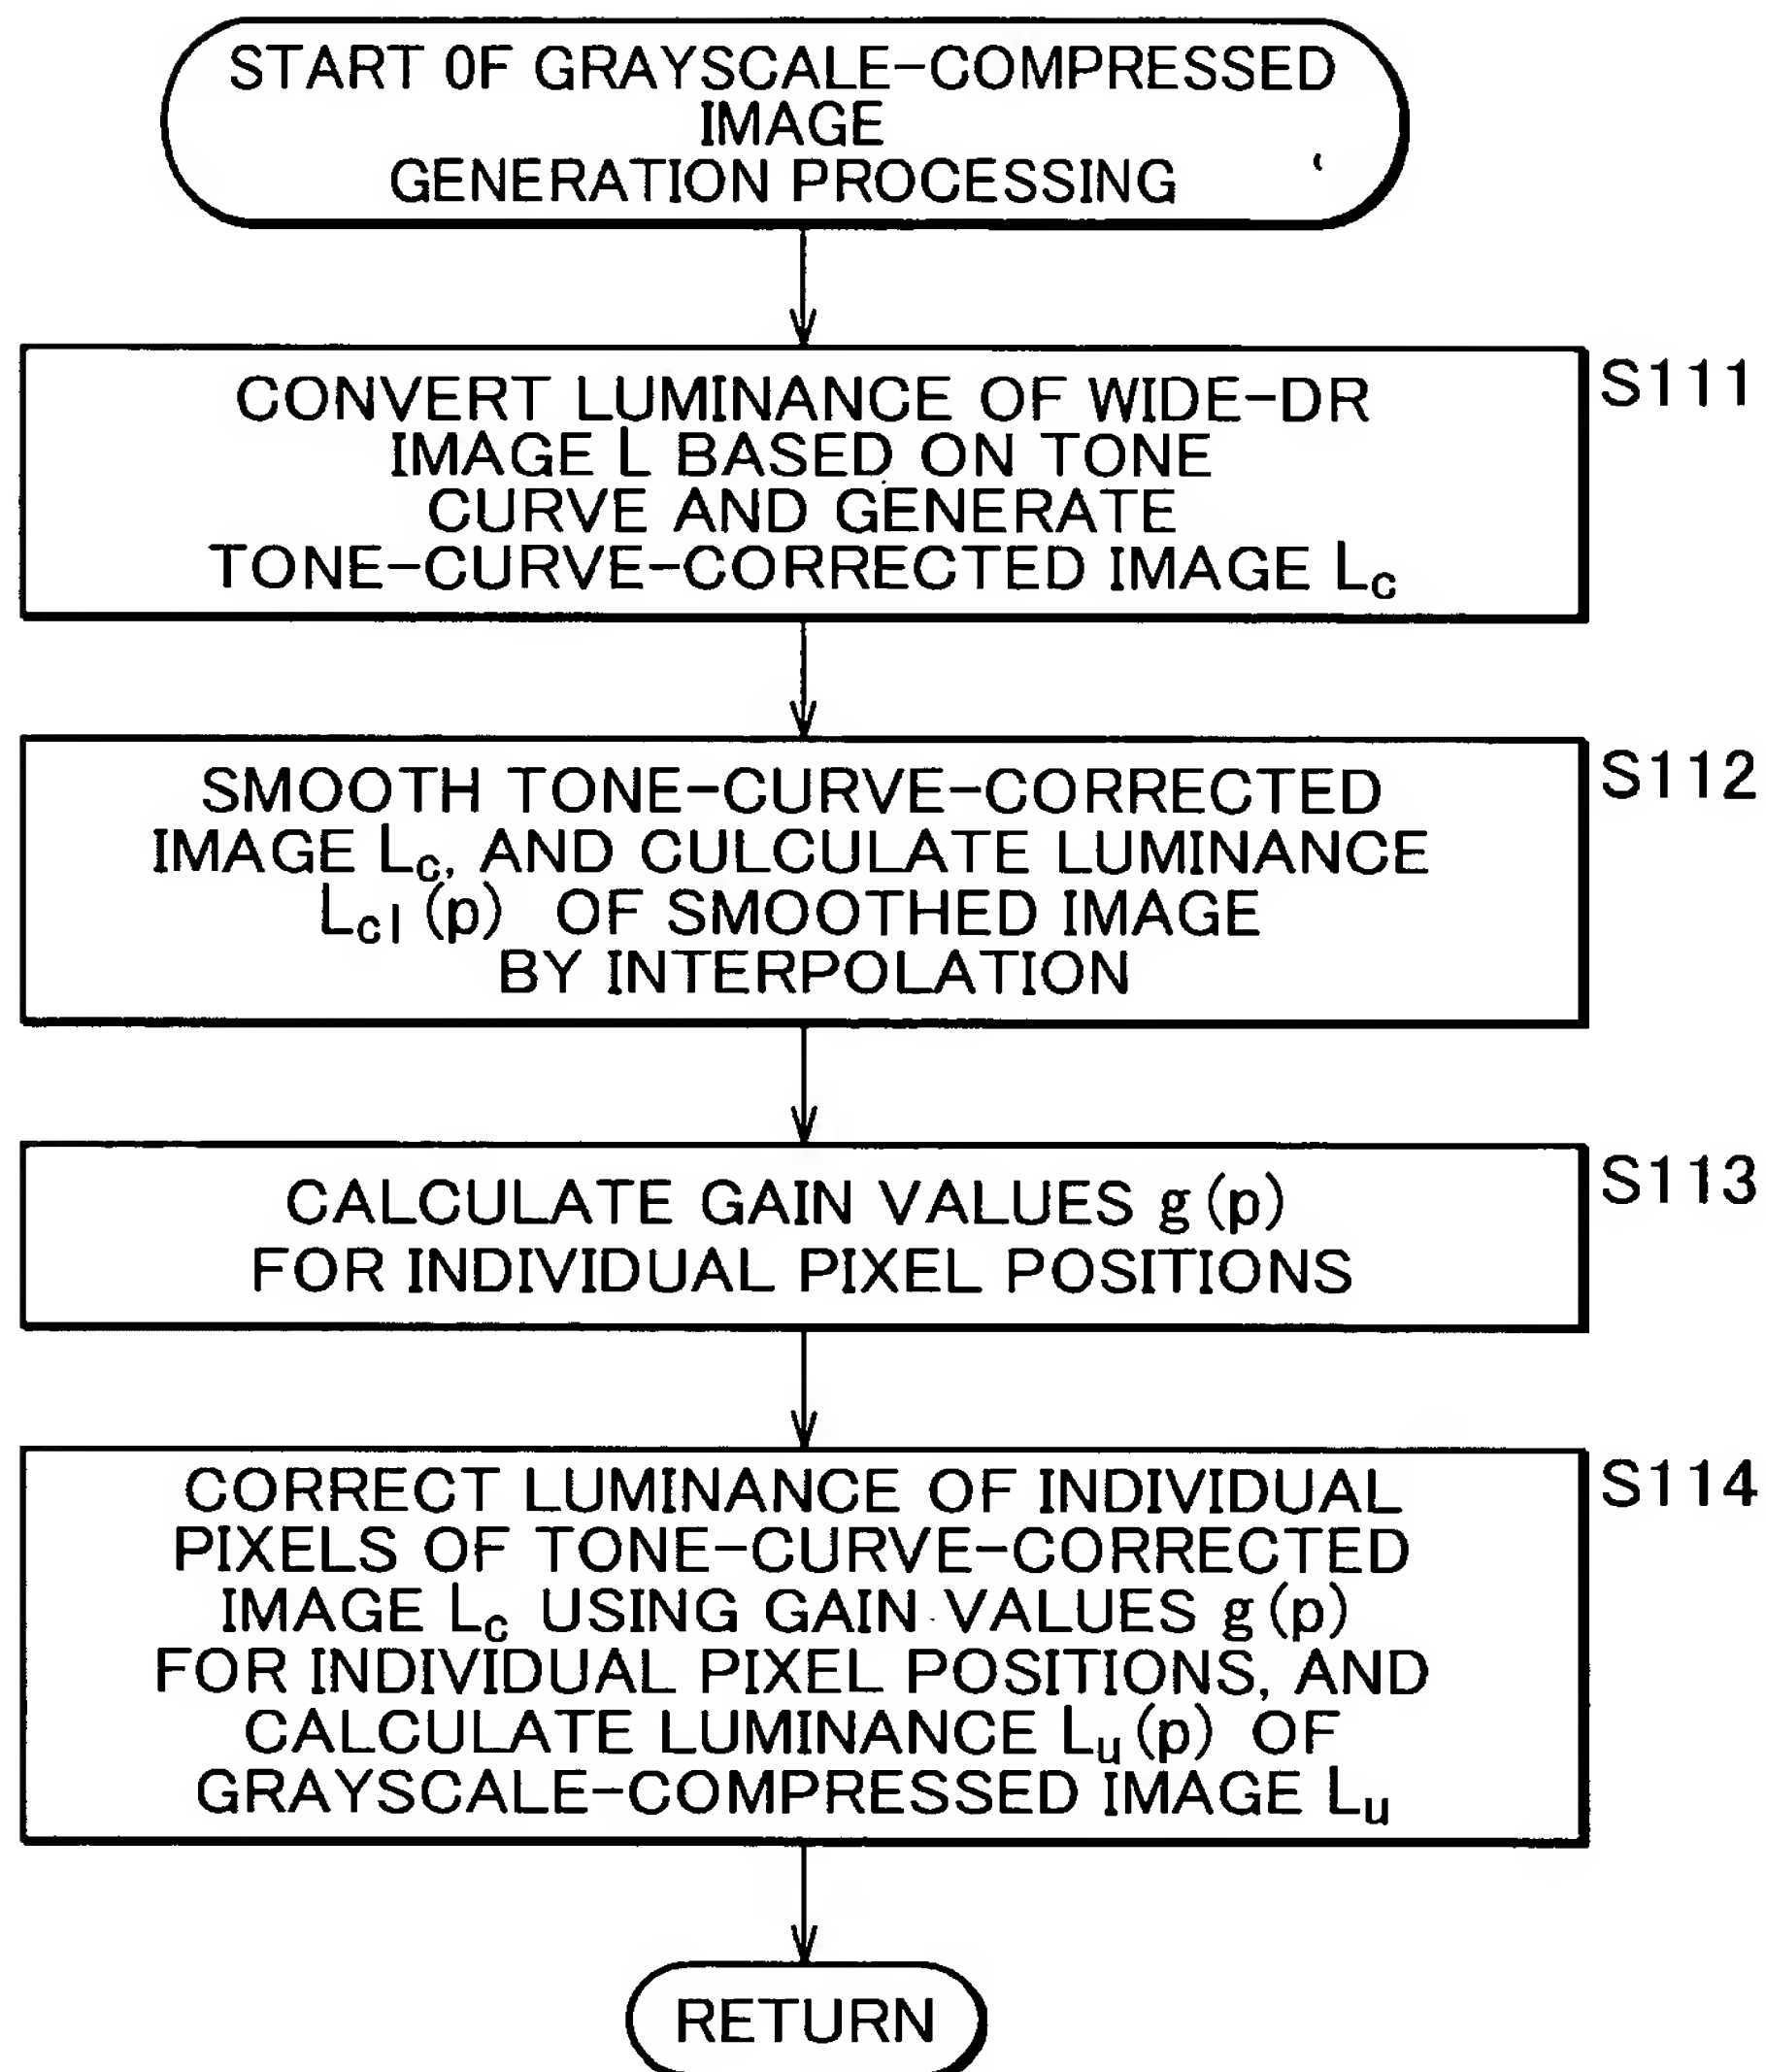 START OF GRAYSCALE-COMPRESSED
IMAGE
GENERATION PROCESSING
S111
CONVERT LUMINANCE OF WIDE-DR
IMAGE L BASED ON TONE
CURVE AND GENERATE
TONE-CURVE-CORRECTED IMAGE Lc
S112
SMOOTH TONE-CURVE-CORRECTED
IMAGE Lc, AND CULCULATE LUMINANCE
Lcl (p) OF SMOOTHED IMAGE
BY INTERPOLATION
S113
CALCULATE GAIN VALUES g (p)
FOR INDIVIDUAL PIXEL POSITIONS
S114
CORRECT LUMINANCE OF INDIVIDUAL
PIXELS OF TONE-CURVE-CORRECTED
IMAGE Lc USING GAIN VALUES g (p)
FOR INDIVIDUAL PIXEL POSITIONS, AND
CALCULATE LUMINANCE Lu (p) OF
GRAYSCALE-COMPRESSED IMAGE Lu
RETURN